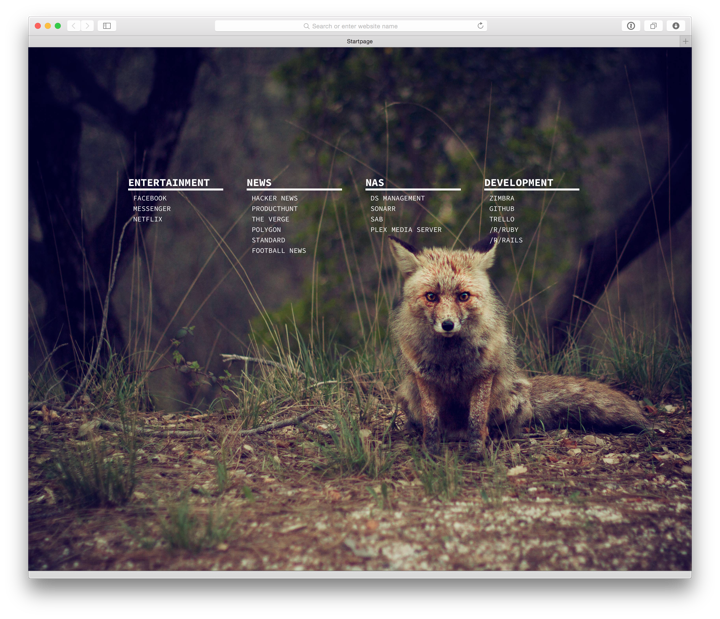 Search or enter website name
Startpage
ENTERTAINMENT
FACEBOOK
MESSENGER
NETFLIX
NEWS
HACKER NEWS
PRODUCTHUNT
THE VERGE
POLYGON
STANDARD
FOOTBALL NEWS
NAS
DS MANAGEMENT
SONARR
SAB
PLEX MEDIA SERVER
DEVELOPMENT
ZIMBRA
GITHUB
TRELLO
/R/RUBY
/R/RAILS